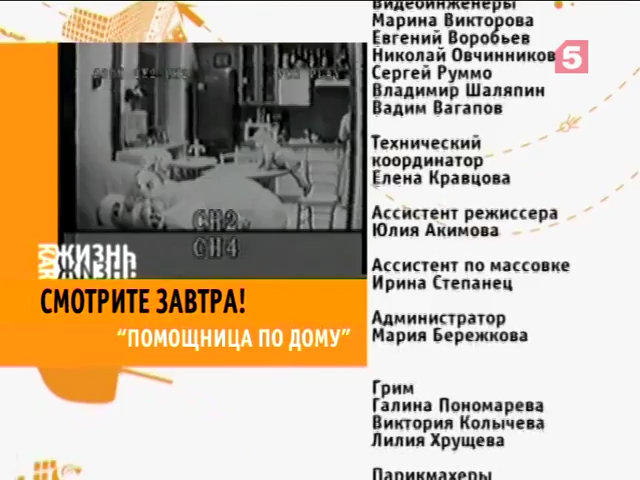 CH2
CH4
ЖИЗНЬ
КАК
ЖИЗНЬ!
СМОТРИТЕ ЗАВТРА!
“ПОМОЩНИЦА ПО ДОМУ”
Видеоинженеры
Марина Викторова
Евгений Воробьев
Николай Овчинников
Сергей Руммо
Владимир Шаляпин
Вадим Вагапов
Технический
координатор
Елена Кравцова
Ассистент режиссера
Юлия Акимова
Ассистент по массовке
Ирина Степанец
Администратор
Мария Бережкова
Грим
Галина Пономарева
Виктория Колычева
Лилия Хрущева
Парикмахеры
5